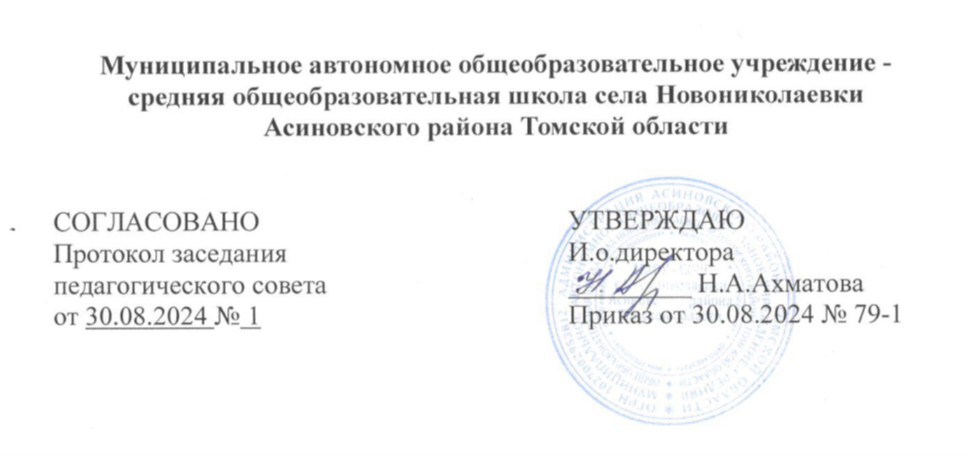 Муниципальное автономное общеобразовательное учреждение -
средняя общеобразовательная школа села Новониколаевки
Асиновского района Томской области
СОГЛАСОВАНО
Протокол заседания
педагогического совета
от 30.08.2024 № 1
УТВЕРЖДАЮ
И.о.директора
Н.А.Ахматова
Приказ от 30.08.2024 № 79-1